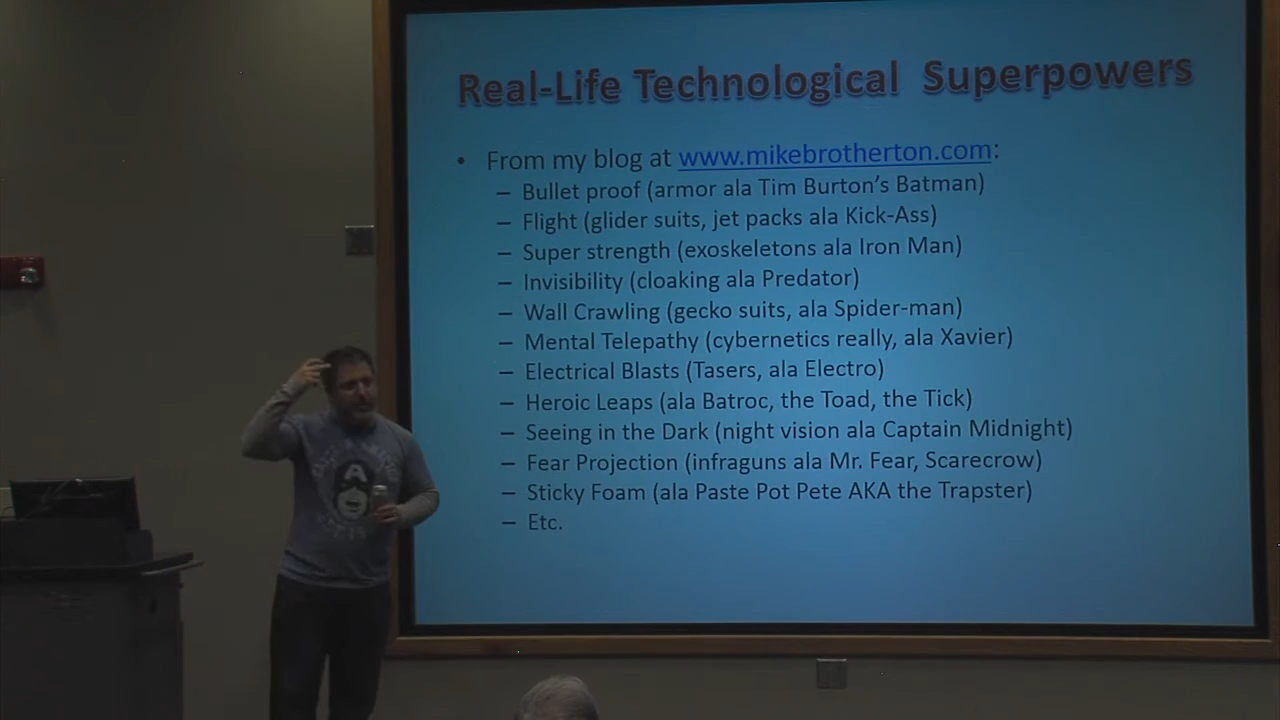 Real-Life Technological Superpowers
• From my blog at www.mikebrotherton.com:
– Bullet proof (armor ala Tim Burton’s Batman)
– Flight (glider suits, jet packs ala Kick-Ass)
– Super strength (exoskeletons ala Iron Man)
– Invisibility (cloaking ala Predator)
– Wall Crawling (gecko suits, ala Spider-man)
– Mental Telepathy (cybernetics really, ala Xavier)
– Electrical Blasts (Tasers, ala Electro)
– Heroic Leaps (ala Batroc, the Toad, the Tick)
– Seeing in the Dark (night vision ala Captain Midnight)
– Fear Projection (infraguns ala Mr. Fear, Scarecrow)
– Sticky Foam (ala Paste Pot Pete AKA the Trapster)
– Etc.
A